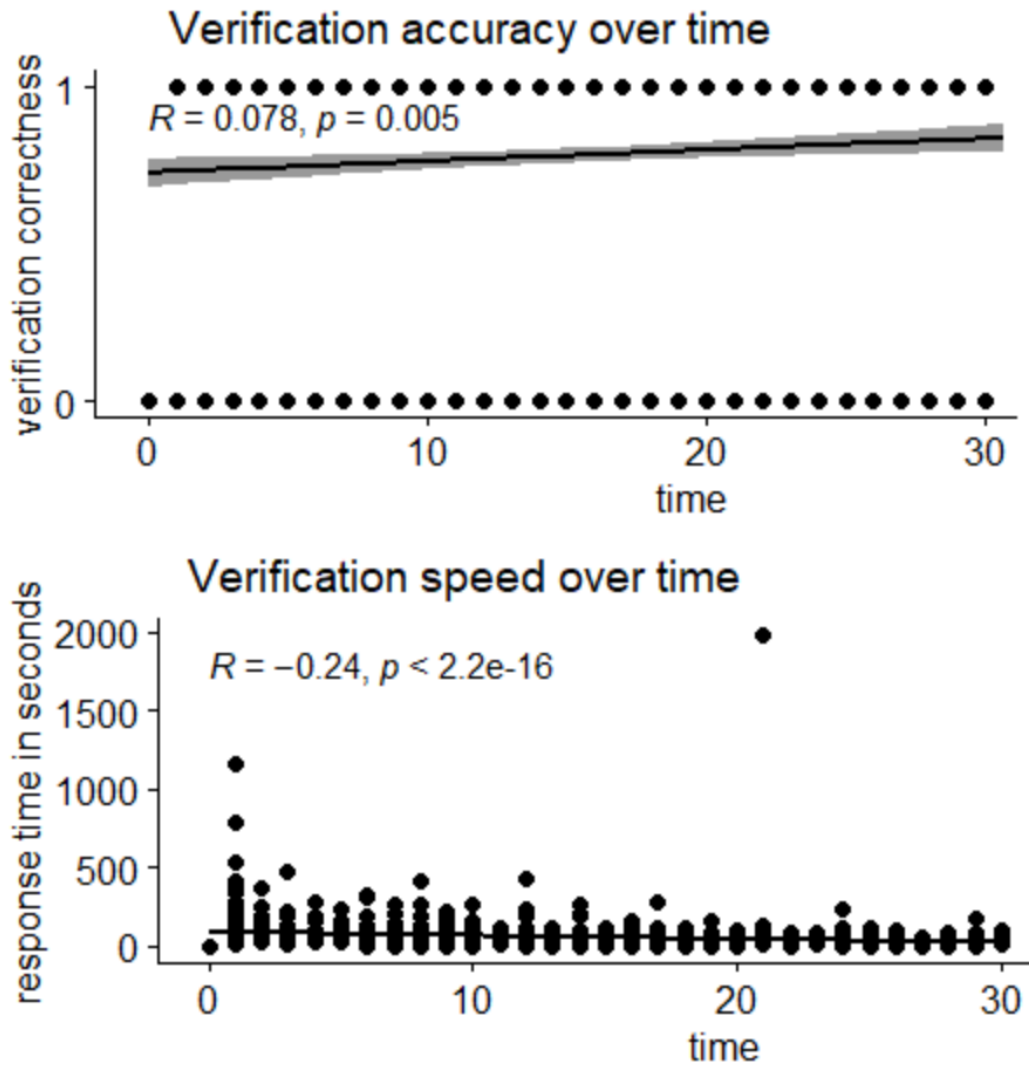 Verification accuracy over time
verification correctness
1
R = 0.078, p = 0.005
0
0 10 20 30
time
Verification speed over time
response time in seconds
2000
R = −0.24, p < 2.2e-16
1500
1000
500
0
0 10 20 30
time